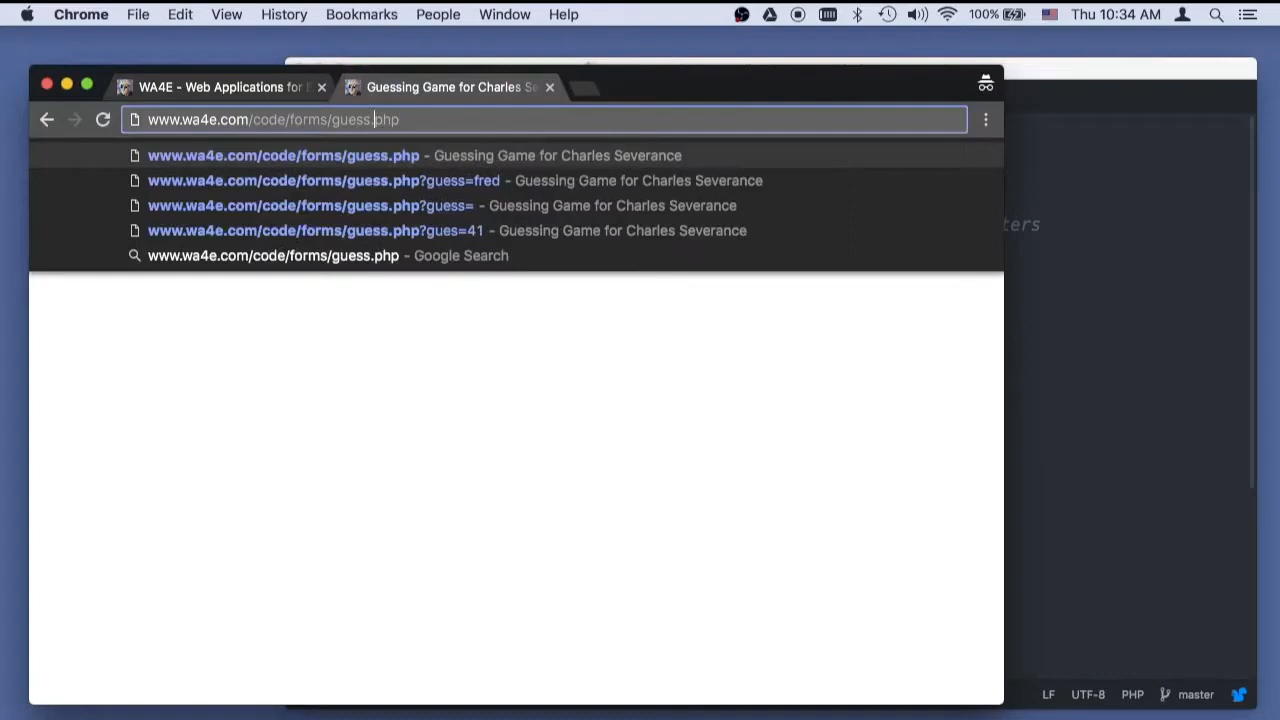 Chrome File Edit View History Bookmarks People Window Help 100% Thu 10:34 AM
WA4E - Web Applications for Guessing Game for Charles Se
www.wa4e.com/code/forms/guess.php
www.wa4e.com/code/forms/guess.php - Guessing Game for Charles Severance
www.wa4e.com/code/forms/guess.php?guess=fred - Guessing Game for Charles Severance
www.wa4e.com/code/forms/guess.php?guess= - Guessing Game for Charles Severance
www.wa4e.com/code/forms/guess.php?gues=41 - Guessing Game for Charles Severance
ters
www.wa4e.com/code/forms/guess.php - Google Search
LF UTF-8 PHP master